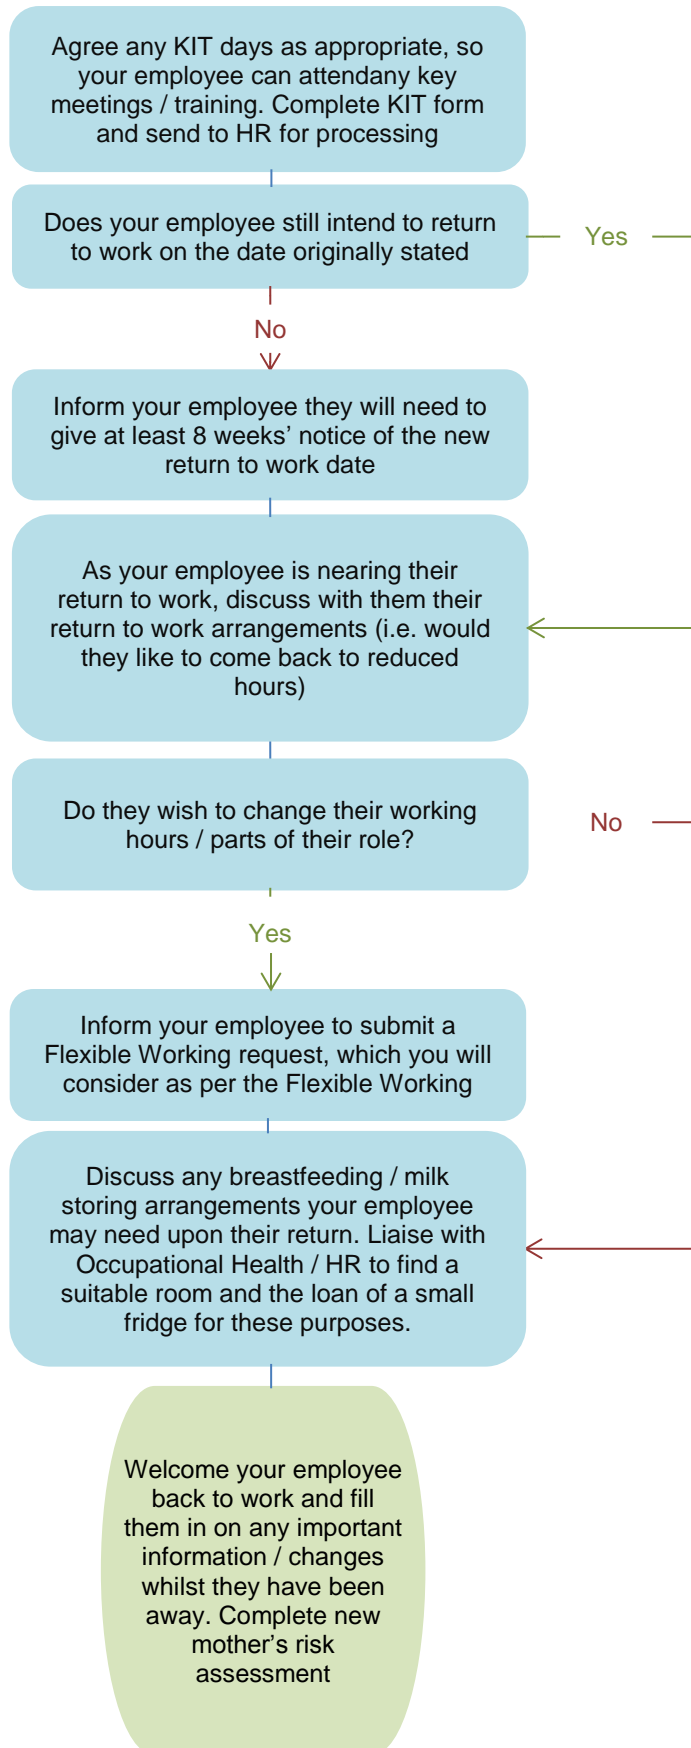 Agree any KIT days as appropriate, so
your employee can attendany key
meetings / training. Complete KIT form
and send to HR for processing
Does your employee still intend to return
to work on the date originally stated
Yes
No
Inform your employee they will need to
give at least 8 weeks’ notice of the new
return to work date
As your employee is nearing their
return to work, discuss with them their
return to work arrangements (i.e. would
they like to come back to reduced
hours)
Do they wish to change their working
hours / parts of their role?
No
Yes
Inform your employee to submit a
Flexible Working request, which you will
consider as per the Flexible Working
Discuss any breastfeeding / milk
storing arrangements your employee
may need upon their return. Liaise with
Occupational Health / HR to find a
suitable room and the loan of a small
fridge for these purposes.
Welcome your employee
back to work and fill
them in on any important
information / changes
whilst they have been
away. Complete new
mother’s risk
assessment